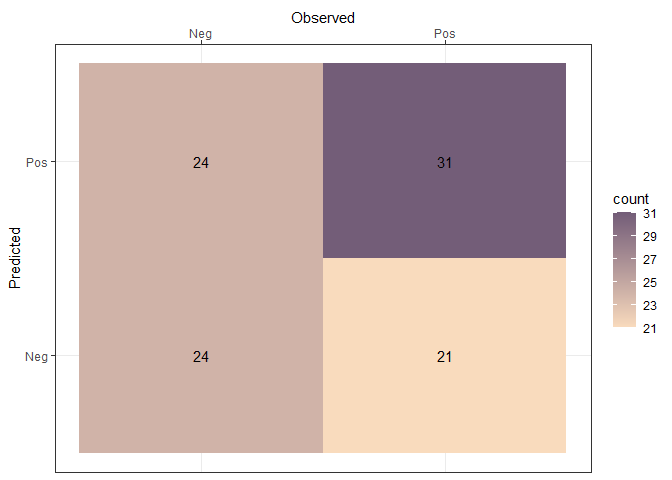 Observed
Neg Pos
Pos 24 31
Neg 24 21
Predicted
count
31
29
27
25
23
21